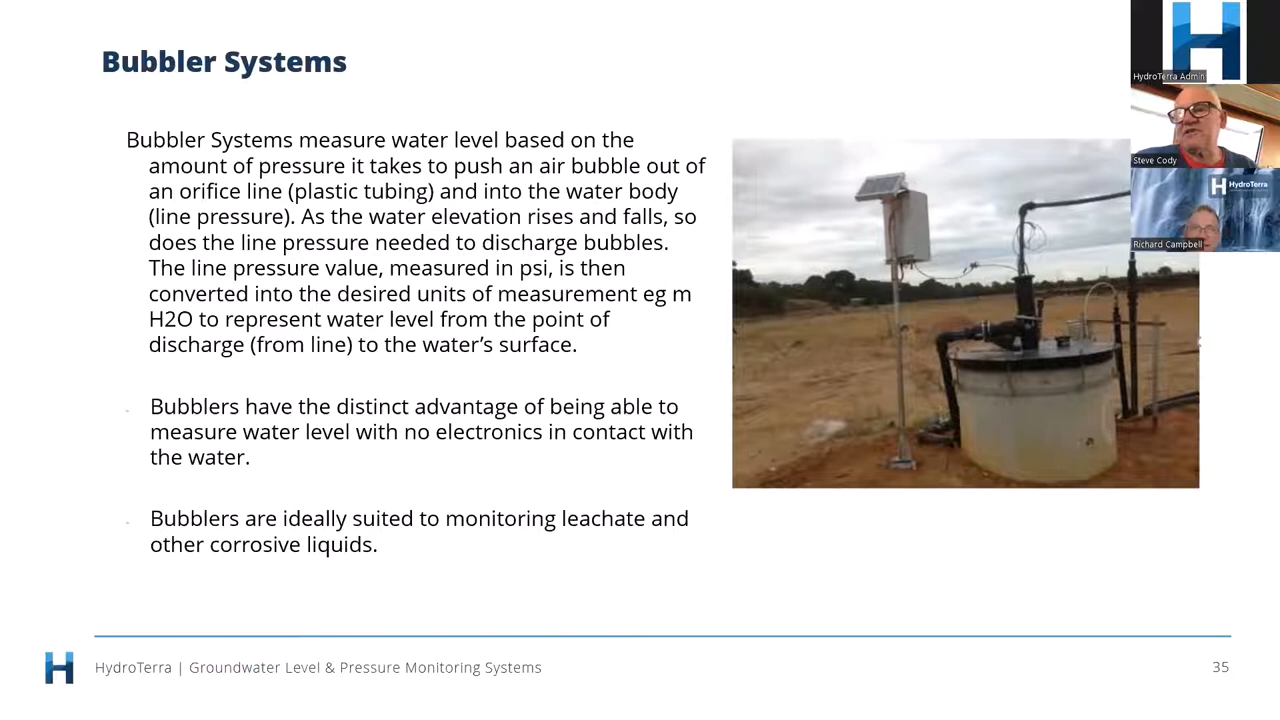 Bubbler Systems
Bubbler Systems measure water level based on the
amount of pressure it takes to push an air bubble out of
an orifice line (plastic tubing) and into the water body
(line pressure). As the water elevation rises and falls, so
does the line pressure needed to discharge bubbles.
The line pressure value, measured in psi, is then
converted into the desired units of measurement eg m
H2O to represent water level from the point of
discharge (from line) to the water’s surface.
- Bubblers have the distinct advantage of being able to
measure water level with no electronics in contact with
the water.
- Bubblers are ideally suited to monitoring leachate and
other corrosive liquids.
HydroTerra Admin
Steve Cody
HydroTerra
Richard Campbell
HydroTerra | Groundwater Level & Pressure Monitoring Systems
35